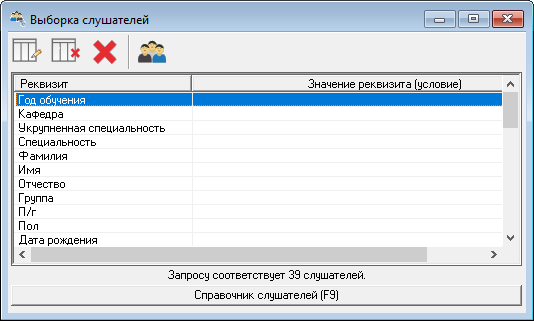 Выборка слушателей
Реквизит Значение реквизита (условие)
Год обучения
Кафедра
Укрупненная специальность
Специальность
Фамилия
Имя
Отчество
Группа
П/г
Пол
Дата рождения
Запросу соответствует 39 слушателей.
Справочник слушателей (F9)